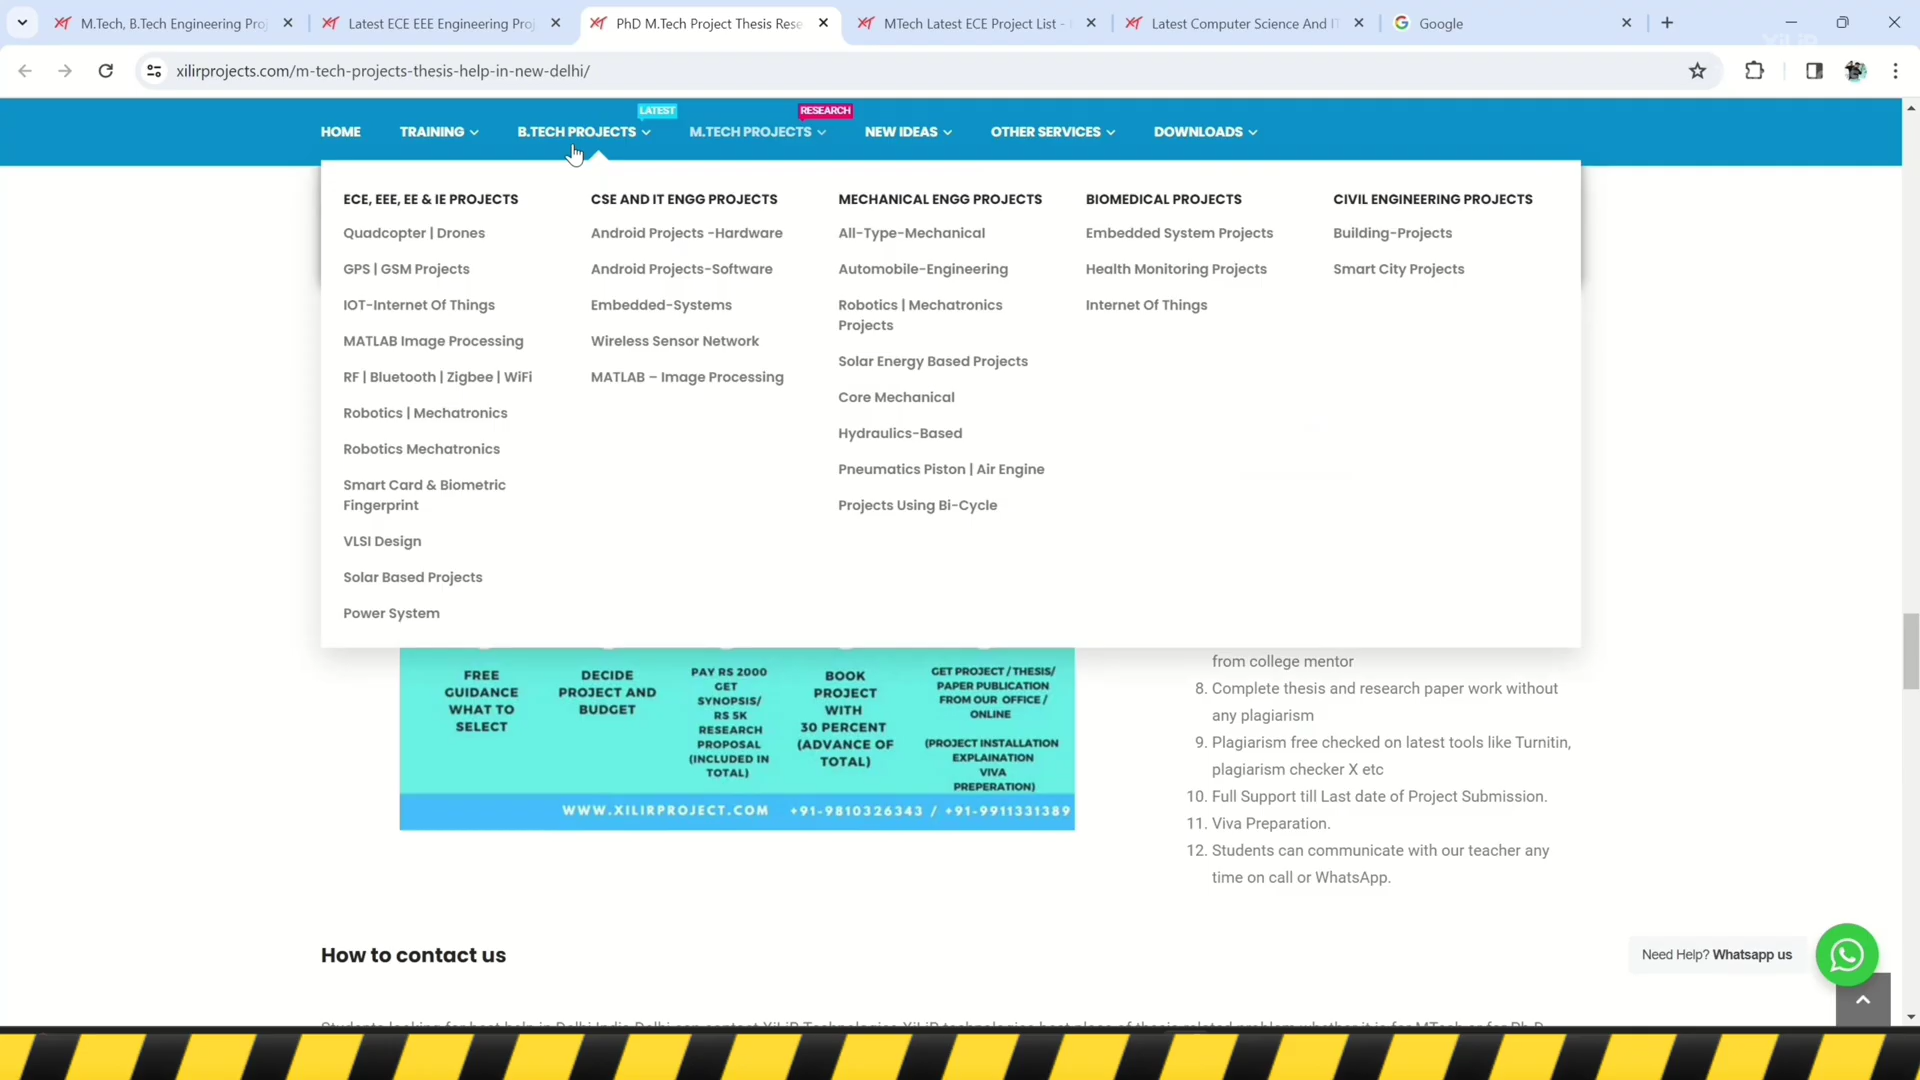 M.Tech, B.Tech Engineering Proj
Latest ECE EEE Engineering Proj
PhD M.Tech Project Thesis Rese
MTech Latest ECE Project List -
Latest Computer Science And IT
Google
xilirprojects.com/m-tech-projects-thesis-help-in-new-delhi/
LATEST
RESEARCH
HOME
TRAINING
B.TECH PROJECTS
M.TECH PROJECTS
NEW IDEAS
OTHER SERVICES
DOWNLOADS
ECE, EEE, EE & IE PROJECTS
Quadcopter | Drones
GPS | GSM Projects
IOT-Internet Of Things
MATLAB Image Processing
RF | Bluetooth | Zigbee | WiFi
Robotics | Mechatronics
Robotics Mechatronics
Smart Card & Biometric
Fingerprint
VLSI Design
Solar Based Projects
Power System
CSE AND IT ENGG PROJECTS
Android Projects -Hardware
Android Projects-Software
Embedded-Systems
Wireless Sensor Network
MATLAB – Image Processing
MECHANICAL ENGG PROJECTS
All-Type-Mechanical
Automobile-Engineering
Robotics | Mechatronics
Projects
Solar Energy Based Projects
Core Mechanical
Hydraulics-Based
Pneumatics Piston | Air Engine
Projects Using Bi-Cycle
BIOMEDICAL PROJECTS
Embedded System Projects
Health Monitoring Projects
Internet Of Things
CIVIL ENGINEERING PROJECTS
Building-Projects
Smart City Projects
FREE
GUIDANCE
WHAT TO
SELECT
DECIDE
PROJECT AND
BUDGET
PAY RS 2000
GET
SYNOPSIS/
RS 5K
RESEARCH
PROPOSAL
(INCLUDED IN
TOTAL)
BOOK
PROJECT
WITH
30 PERCENT
(ADVANCE OF
TOTAL)
GET PROJECT / THESIS/
PAPER PUBLICATION
FROM OUR OFFICE /
ONLINE
(PROJECT INSTALLATION
EXPLAINATION
VIVA
PREPERATION)
WWW.XILIRPROJECT.COM +91-9810326343 / +91-9911331389
from college mentor
8. Complete thesis and research paper work without
any plagiarism
9. Plagiarism free checked on latest tools like Turnitin,
plagiarism checker X etc
10. Full Support till Last date of Project Submission.
11. Viva Preparation.
12. Students can communicate with our teacher any
time on call or WhatsApp.
How to contact us
Need Help? Whatsapp us